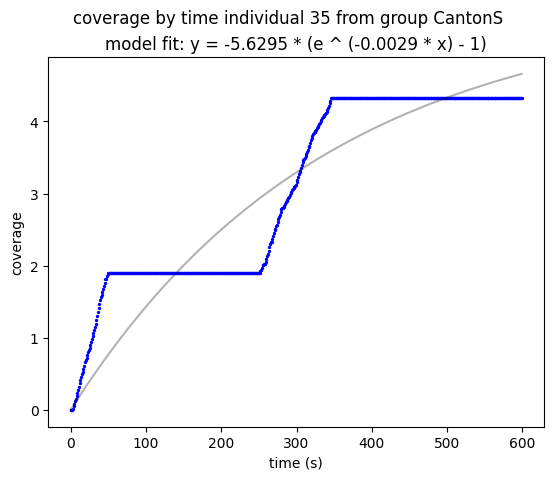 coverage by time individual 35 from group CantonS
model fit: y = -5.6295 * (e ^ (-0.0029 * x) - 1)
4
3
2
1
0
coverage
0 100 200 300 400 500 600
time (s)